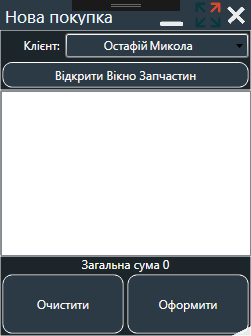 Нова покупка
Клієнт: Остафій Микола
Відкрити Вікно Запчастин
Загальна сума 0
Очистити Оформити